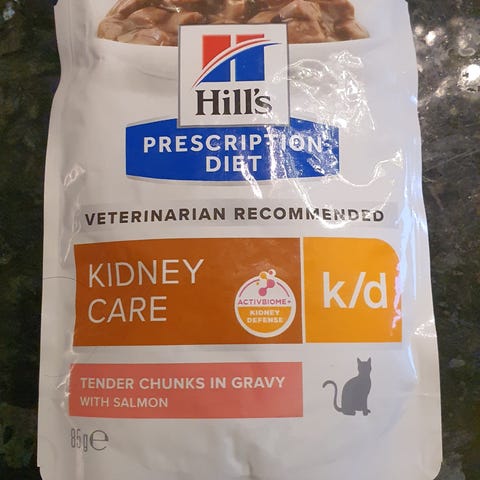 Hill's
PRESCRIPTION
DIET
VETERINARIAN RECOMMENDED
KIDNEY
CARE
ACTIVBIOME+
KIDNEY
DEFENSE
k/d
TENDER CHUNKS IN GRAVY
WITH SALMON
85g℮